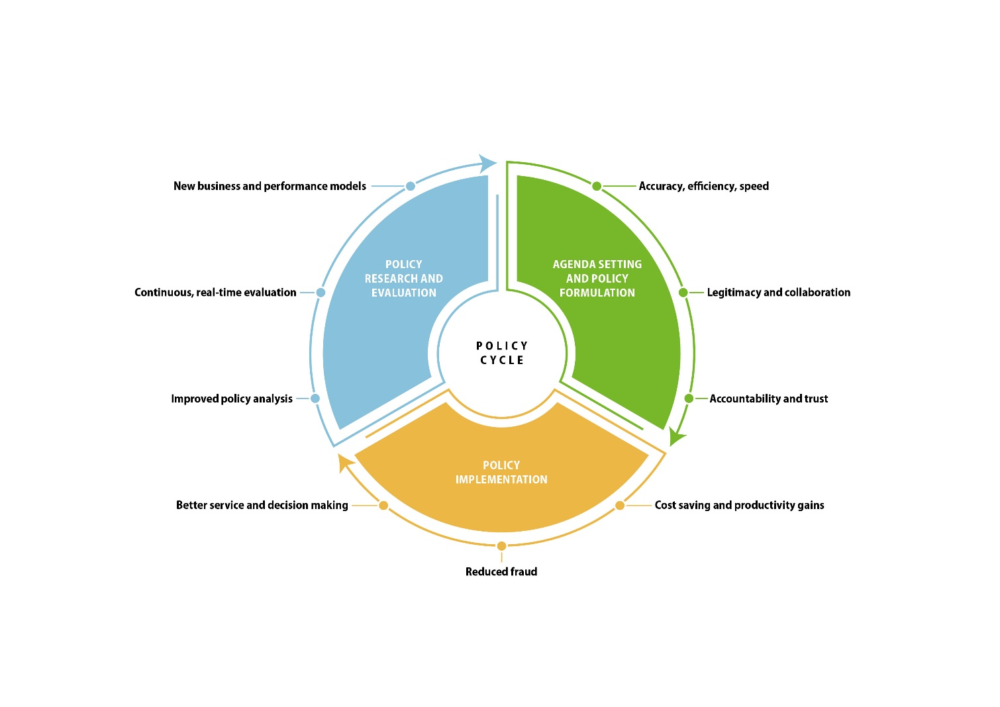 New business and performance models
Accuracy, efficiency, speed
POLICY
RESEARCH AND
EVALUATION
AGENDA SETTING
AND POLICY
FORMULATION
Continuous, real-time evaluation
Legitimacy and collaboration
POLICY
CYCLE
Improved policy analysis
Accountability and trust
POLICY
IMPLEMENTATION
Better service and decision making
Cost saving and productivity gains
Reduced fraud